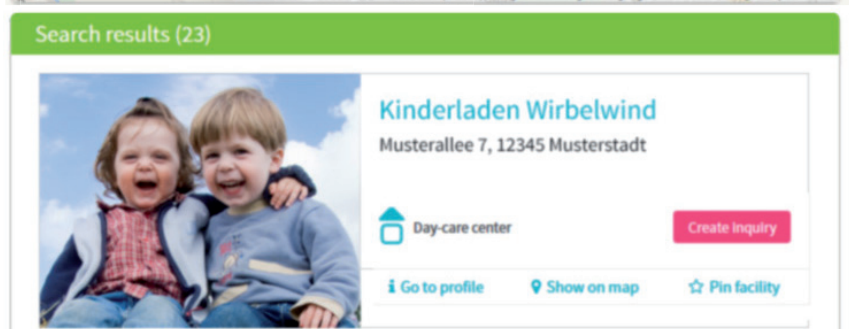 Search results (23)
Kinderladen Wirbelwind
Musterallee 7, 12345 Musterstadt
Day-care center
Create Inquiry
Go to profile
Show on map
Pin facility